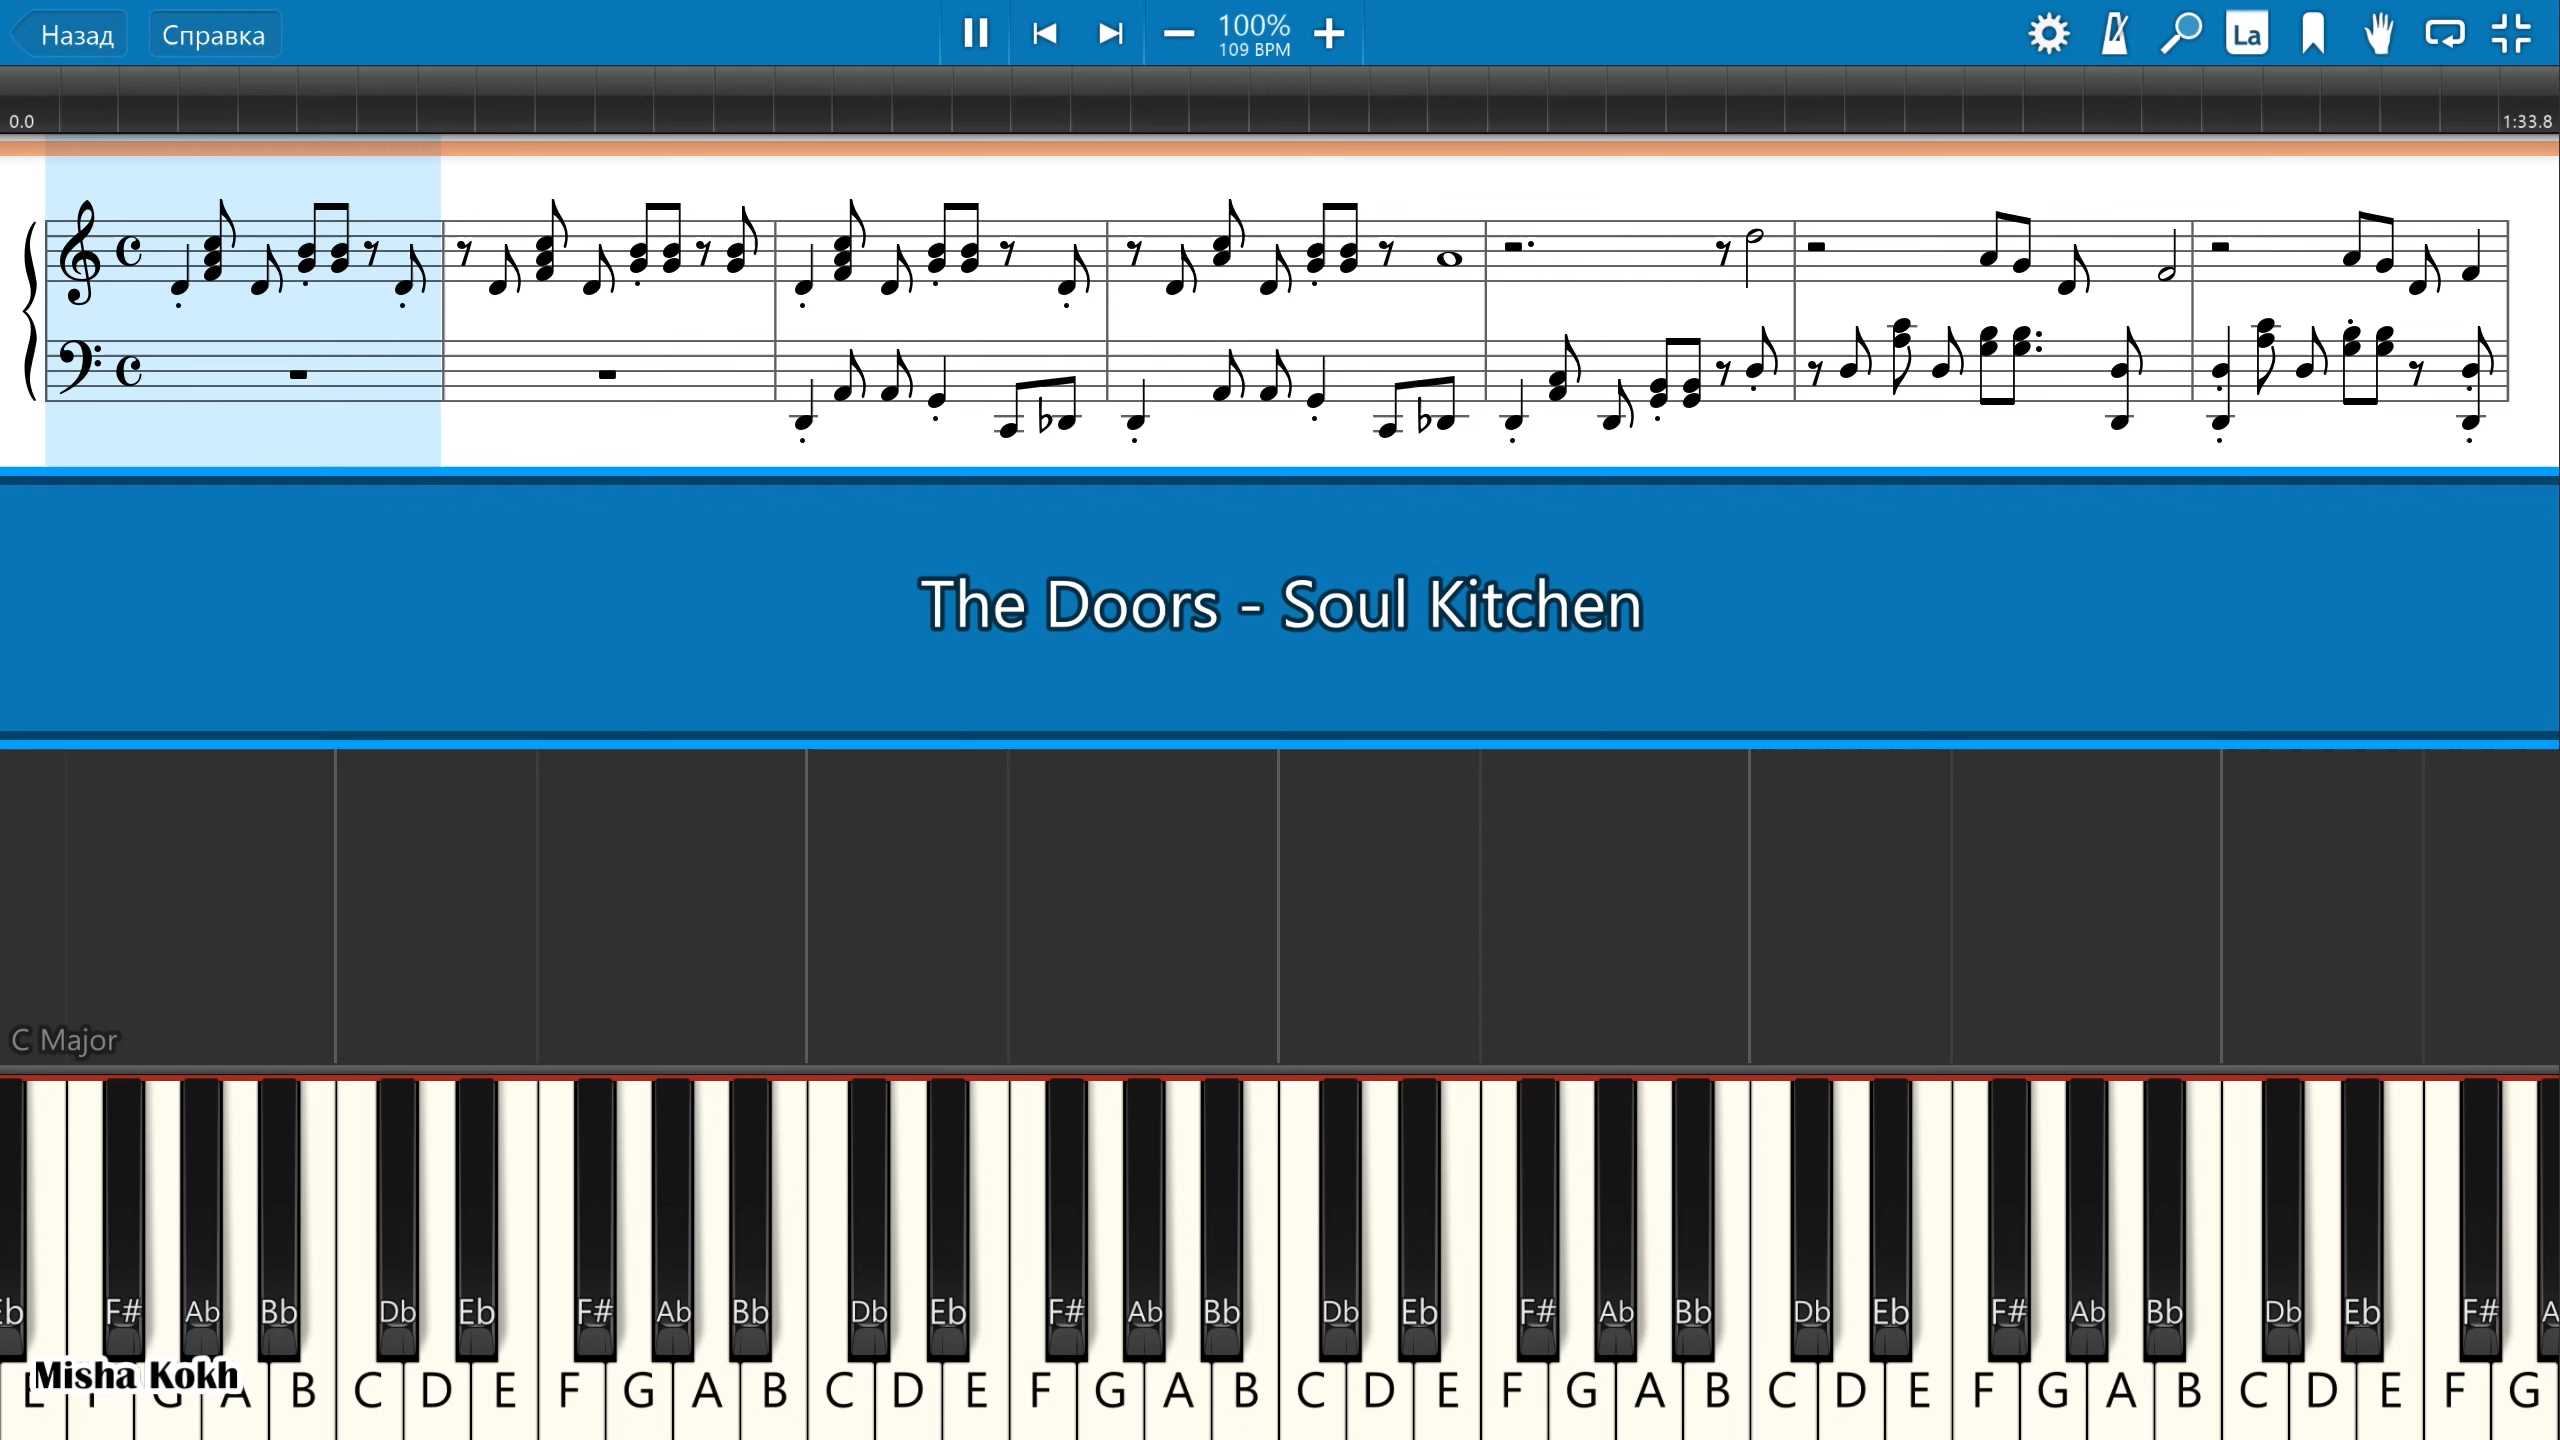 Назад Справка 100% La
109 BPM
0.0 1:33.8
The Doors - Soul Kitchen
C Major
Eb F# Ab Bb Db Eb F# Ab Bb Db Eb F# Ab Bb Db Eb F# Ab Bb Db Eb F# Ab Bb Db Eb F#
Misha Kokh
E F G A B C D E F G A B C D E F G A B C D E F G A B C D E F G A B C D E F G